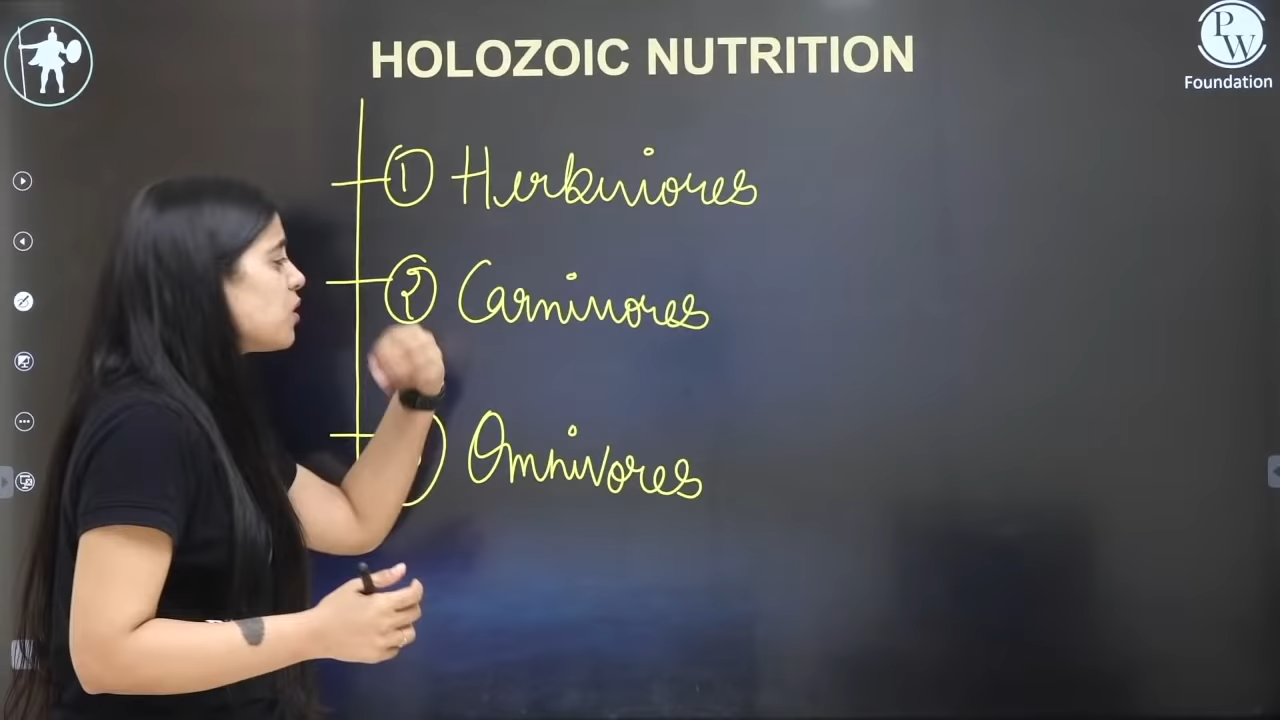 HOLOZOIC NUTRITION
PW
Foundation
① Herbivores
② Carnivores
Omnivores